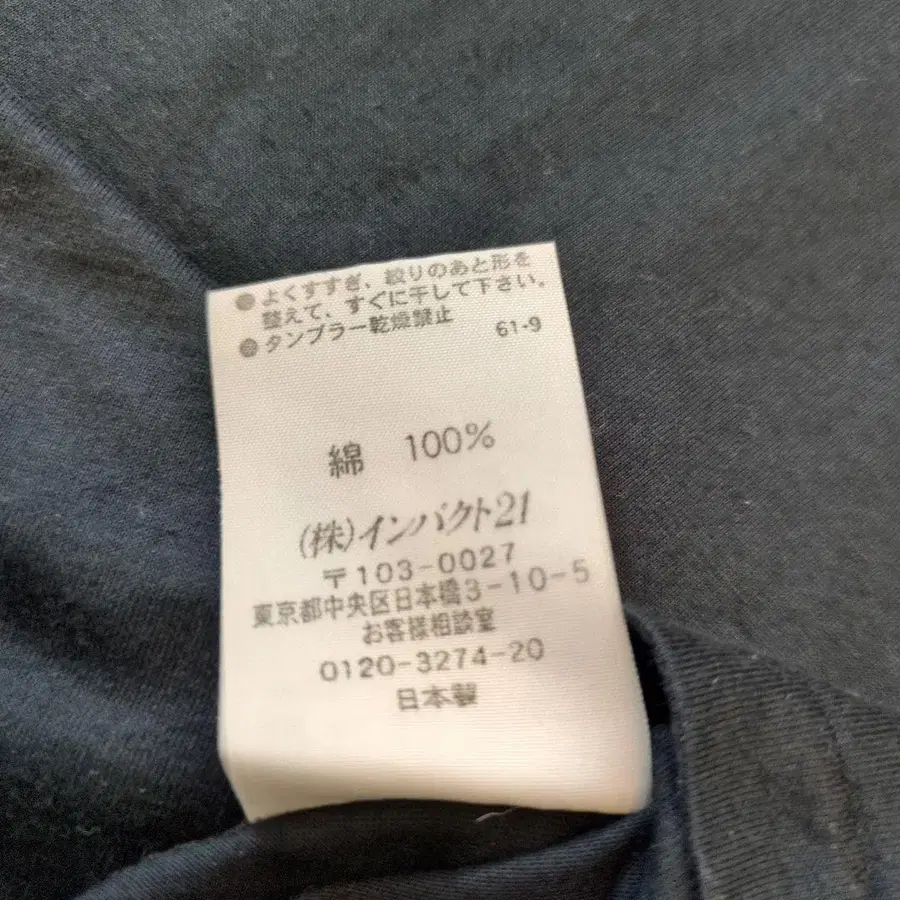 ● よくすすぎ、絞りのあと形を
整えて、すぐに干して下さい。
● タンブラー乾燥禁止
61-9
綿 100%
(株)インパクト21
〒103-0027
東京都中央区日本橋3-10-5
お客様相談室
0120-3274-20
日本製